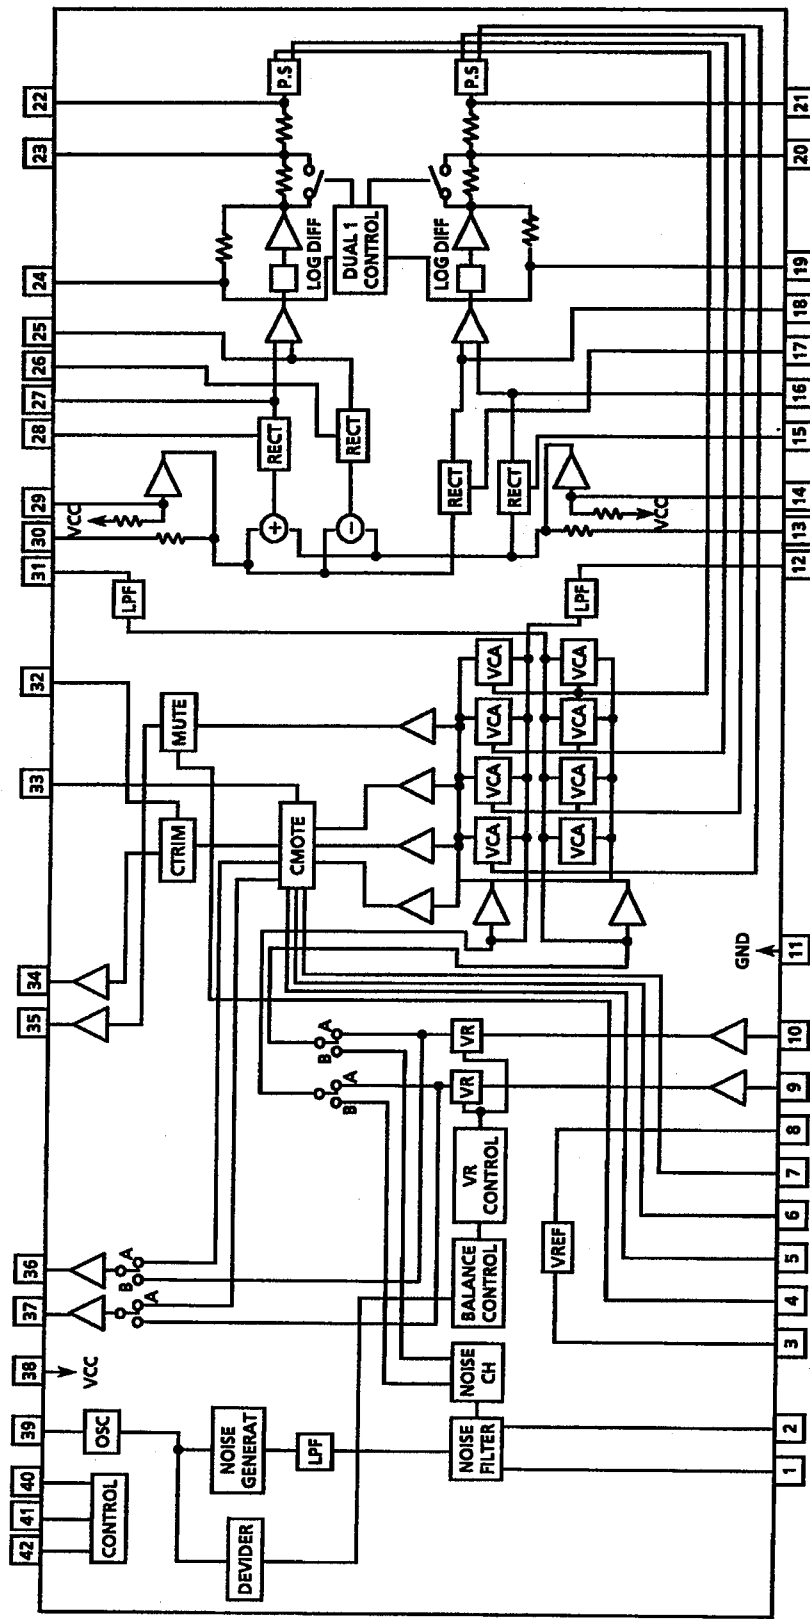 42 41 40 39 38 37 36 35 34 33 32 31 30 29 28 27 26 25 24 23 22
VCC
VCC
CONTROL
OSC
B A
A
CTRIM
MUTE
LPF
DEVIDER
NOISE
GENERAT
LPF
RECT
+
LOG DIFF
P.S
CMOTE
B A
B A
−
RECT
DUAL 1
CONTROL
NOISE
FILTER
NOISE
CH
BALANCE
CONTROL
VR
CONTROL
VR
VR
VCA VCA VCA VCA
RECT
RECT
LOG DIFF
P.S
VREF
VCA VCA VCA VCA
LPF
VCC
GND
1 2 3 4 5 6 7 8 9 10 11 12 13 14 15 16 17 18 19 20 21